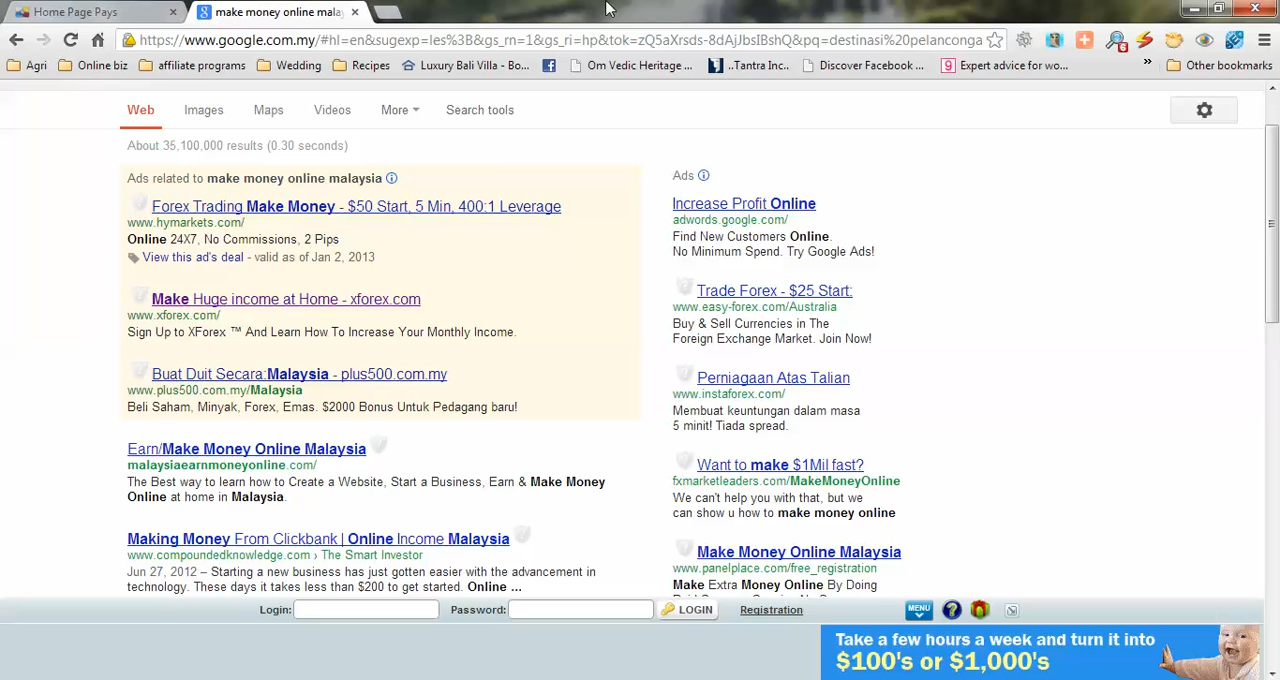 Home Page Pays
make money online mala
https://www.google.com.my/#hl=en&sugexp=les%3B&gs_rn=1&gs_ri=hp&tok=zQ5aXrsds-8dAjJbsIBshQ&pq=destinasi%20pelanconga
Agri Online biz affiliate programs Wedding Recipes Luxury Bali Villa - Bo... Om Vedic Heritage ... ..Tantra Inc.. Discover Facebook ... Expert advice for wo... » Other bookmarks
Web Images Maps Videos More Search tools
About 35,100,000 results (0.30 seconds)
Ads related to make money online malaysia
Forex Trading Make Money - $50 Start, 5 Min, 400:1 Leverage
www.hymarkets.com/
Online 24X7, No Commissions, 2 Pips
View this ad's deal - valid as of Jan 2, 2013
Make Huge income at Home - xforex.com
www.xforex.com/
Sign Up to XForex ™ And Learn How To Increase Your Monthly Income.
Buat Duit Secara:Malaysia - plus500.com.my
www.plus500.com.my/Malaysia
Beli Saham, Minyak, Forex, Emas. $2000 Bonus Untuk Pedagang baru!
Earn/Make Money Online Malaysia
malaysiaearnmoneyonline.com/
The Best way to learn how to Create a Website, Start a Business, Earn & Make Money
Online at home in Malaysia.
Making Money From Clickbank | Online Income Malaysia
www.compoundedknowledge.com › The Smart Investor
Jun 27, 2012 – Starting a new business has just gotten easier with the advancement in
technology. These days it takes less than $200 to get started. Online ...
Ads
Increase Profit Online
adwords.google.com/
Find New Customers Online.
No Minimum Spend. Try Google Ads!
Trade Forex - $25 Start:
www.easy-forex.com/Australia
Buy & Sell Currencies in The
Foreign Exchange Market. Join Now!
Perniagaan Atas Talian
www.instaforex.com/
Membuat keuntungan dalam masa
5 minit! Tiada spread.
Want to make $1Mil fast?
fxmarketleaders.com/MakeMoneyOnline
We can't help you with that, but we
can show u how to make money online
Make Money Online Malaysia
www.panelplace.com/free_registration
Make Extra Money Online By Doing
Login: Password: LOGIN Registration MENU
Take a few hours a week and turn it into
$100's or $1,000's